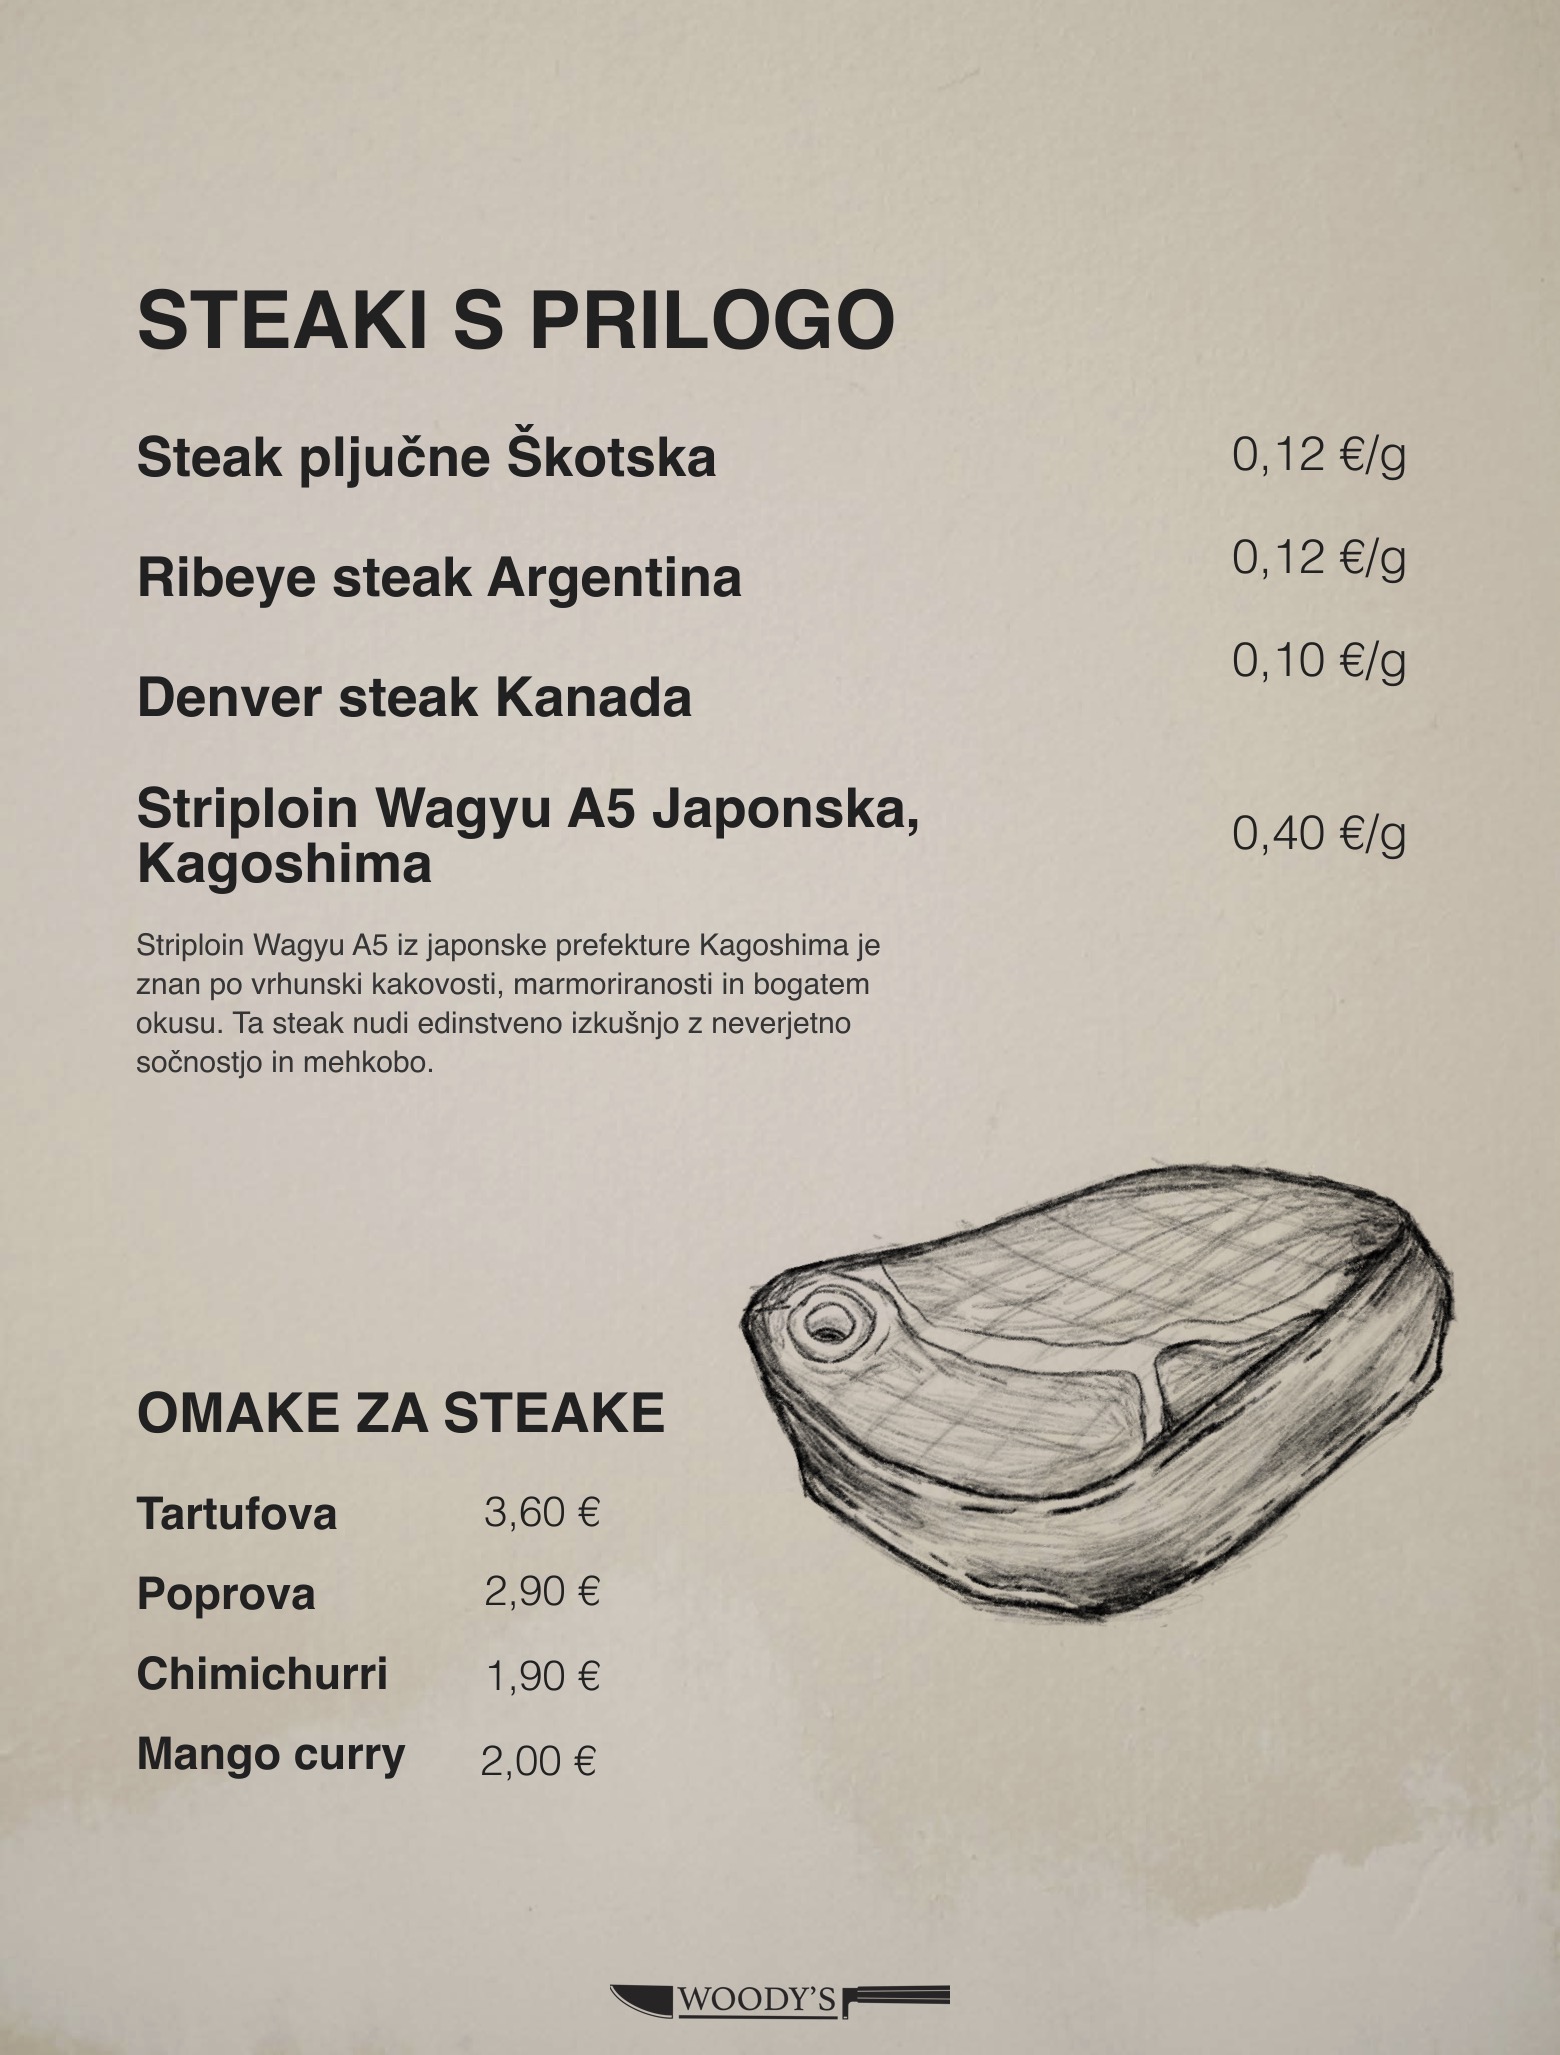 STEAKI S PRILOGO
Steak pljučne Škotska 0,12 €/g
Ribeye steak Argentina 0,12 €/g
Denver steak Kanada 0,10 €/g
Striploin Wagyu A5 Japonska,
Kagoshima 0,40 €/g
Striploin Wagyu A5 iz japonske prefekture Kagoshima je
znan po vrhunski kakovosti, marmoriranosti in bogatem
okusu. Ta steak nudi edinstveno izkušnjo z neverjetno
sočnostjo in mehkobo.
OMAKE ZA STEAKE
Tartufova 3,60 €
Poprova 2,90 €
Chimichurri 1,90 €
Mango curry 2,00 €
WOODY'S